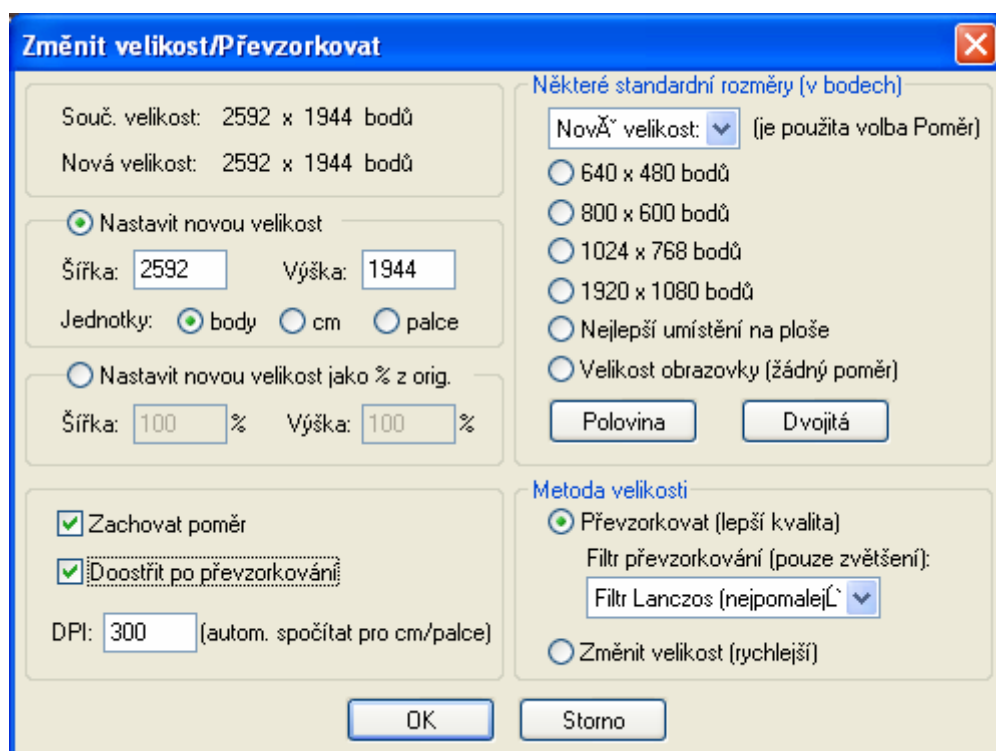 Změnit velikost/Převzorkovat
Souč. velikost: 2592 x 1944 bodů
Nová velikost: 2592 x 1944 bodů
Nastavit novou velikost
Šířka: 2592 Výška: 1944
Jednotky: body cm palce
Nastavit novou velikost jako % z orig.
Šířka: 100 % Výška: 100 %
Zachovat poměr
Doostřit po převzorkování
DPI: 300 (autom. spočítat pro cm/palce)
Některé standardní rozměry (v bodech)
NovĂˇ velikost: (je použita volba Poměr)
640 x 480 bodů
800 x 600 bodů
1024 x 768 bodů
1920 x 1080 bodů
Nejlepší umístění na ploše
Velikost obrazovky (žádný poměr)
Polovina Dvojitá
Metoda velikosti
Převzorkovat (lepší kvalita)
Filtr převzorkování (pouze zvětšení):
Filtr Lanczos (nejpomalejĹˇ
Změnit velikost (rychlejší)
OK Storno